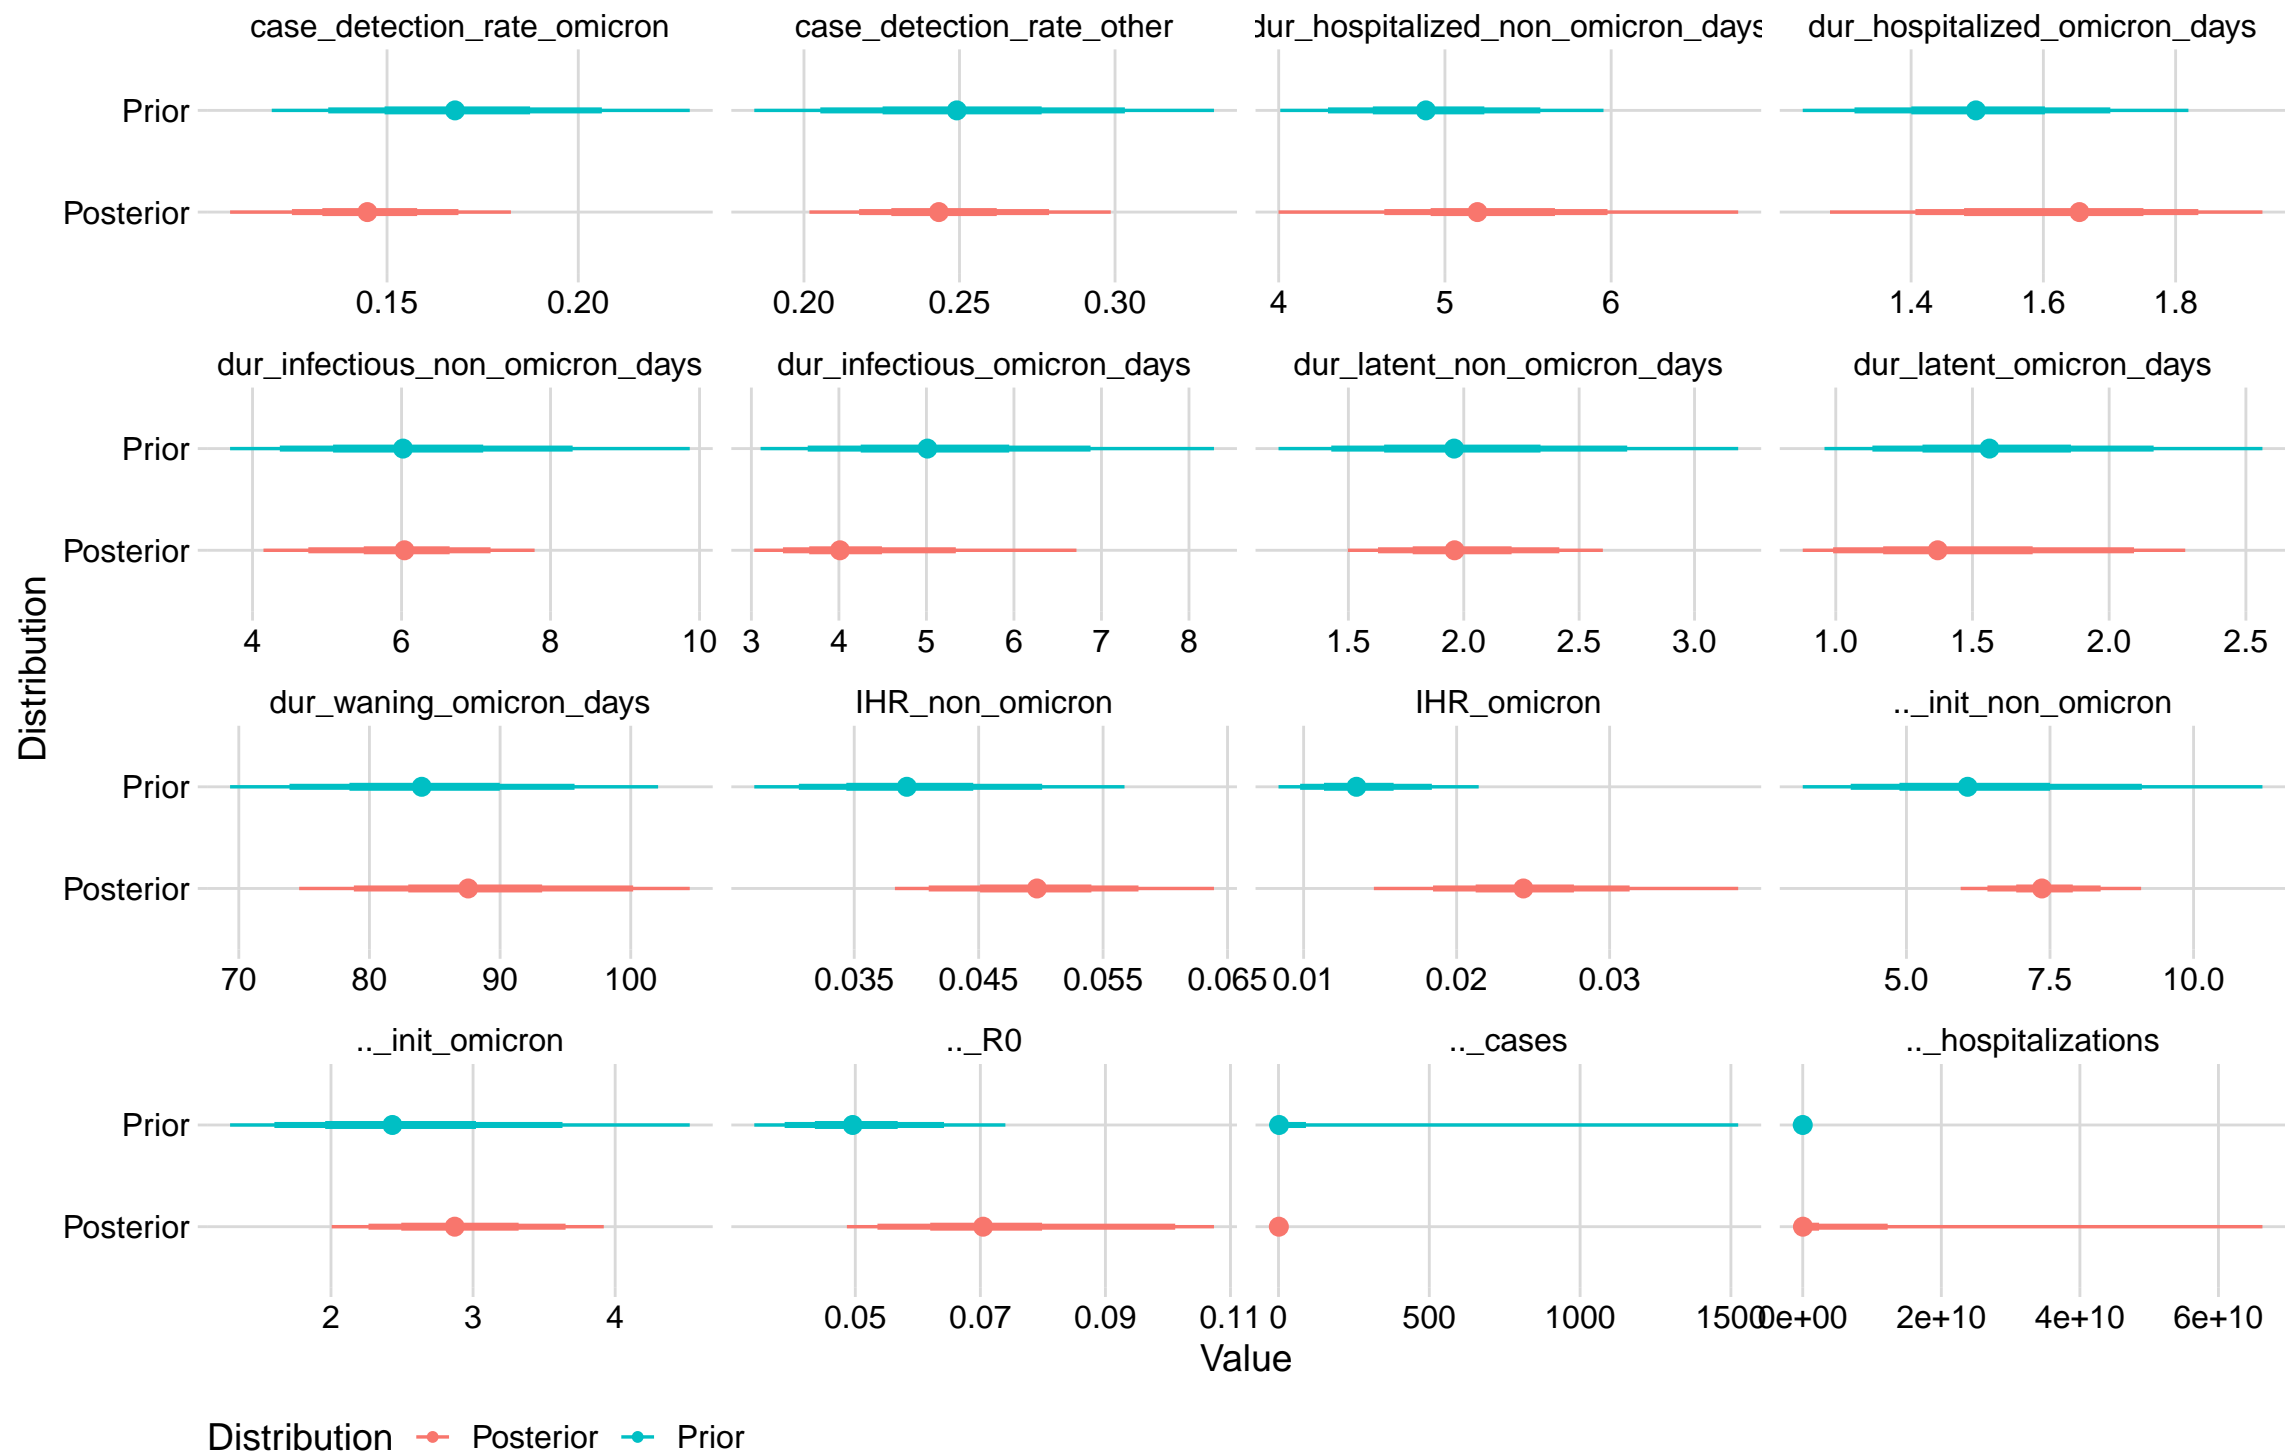 case_detection_rate_omicron case_detection_rate_other dur_hospitalized_non_omicron_days dur_hospitalized_omicron_days
Prior
Posterior
0.15 0.20 0.20 0.25 0.30 4 5 6 1.4 1.6 1.8
dur_infectious_non_omicron_days dur_infectious_omicron_days dur_latent_non_omicron_days dur_latent_omicron_days
Prior
Posterior
4 6 8 10 3 4 5 6 7 8 1.5 2.0 2.5 3.0 1.0 1.5 2.0 2.5
Distribution
dur_waning_omicron_days IHR_non_omicron IHR_omicron .._init_non_omicron
Prior
Posterior
70 80 90 100 0.035 0.045 0.055 0.065 0.01 0.02 0.03 5.0 7.5 10.0
.._init_omicron .._R0 .._cases .._hospitalizations
Prior
Posterior
2 3 4 0.05 0.07 0.09 0.11 0 500 1000 1500 0e+00 2e+10 4e+10 6e+10
Value
Distribution Posterior Prior